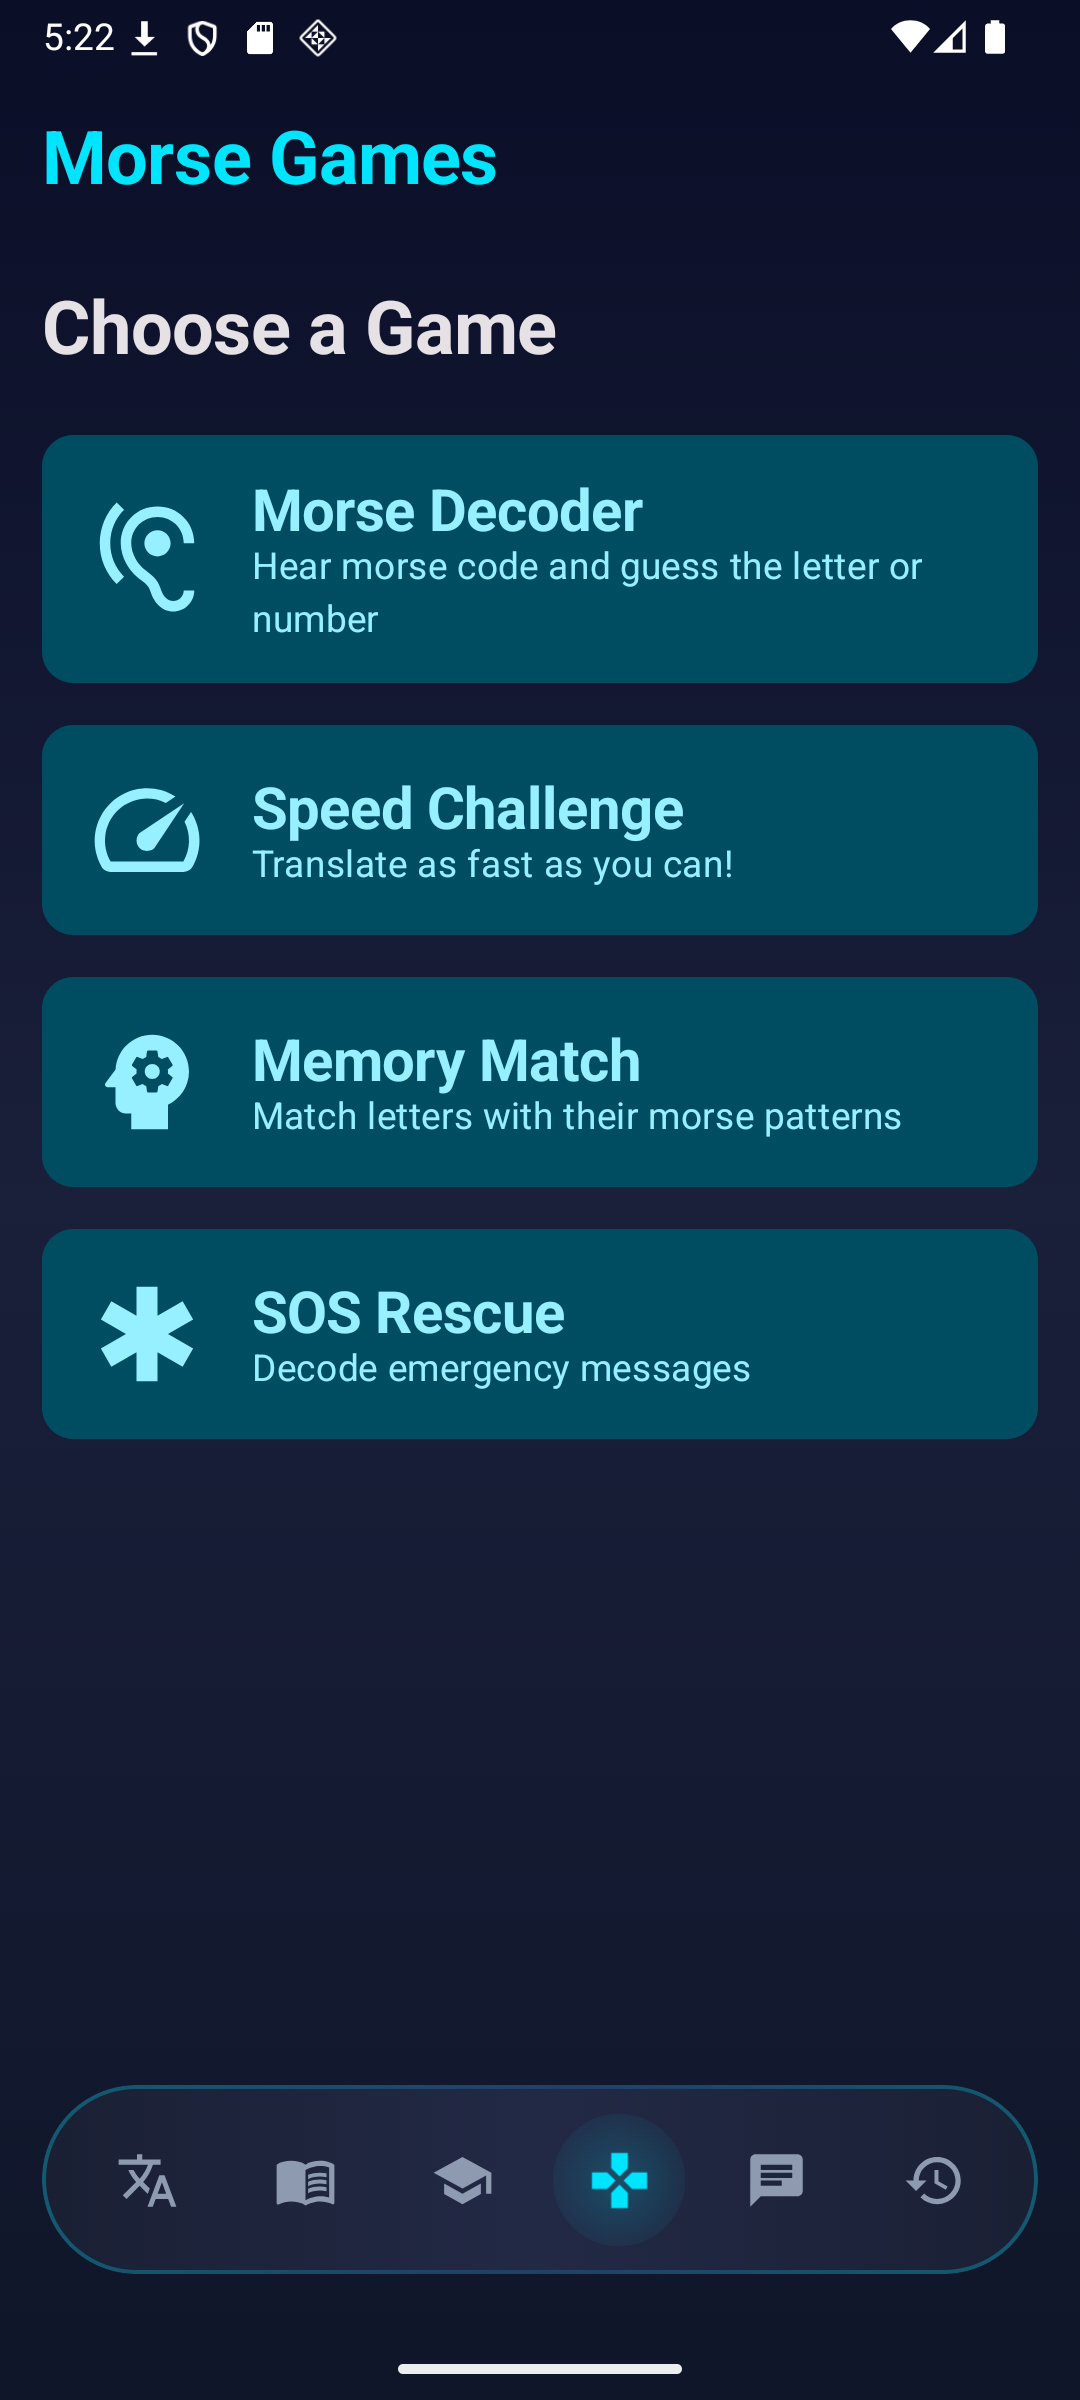 5:22
Morse Games
Choose a Game
Morse Decoder
Hear morse code and guess the letter or
number
Speed Challenge
Translate as fast as you can!
Memory Match
Match letters with their morse patterns
SOS Rescue
Decode emergency messages